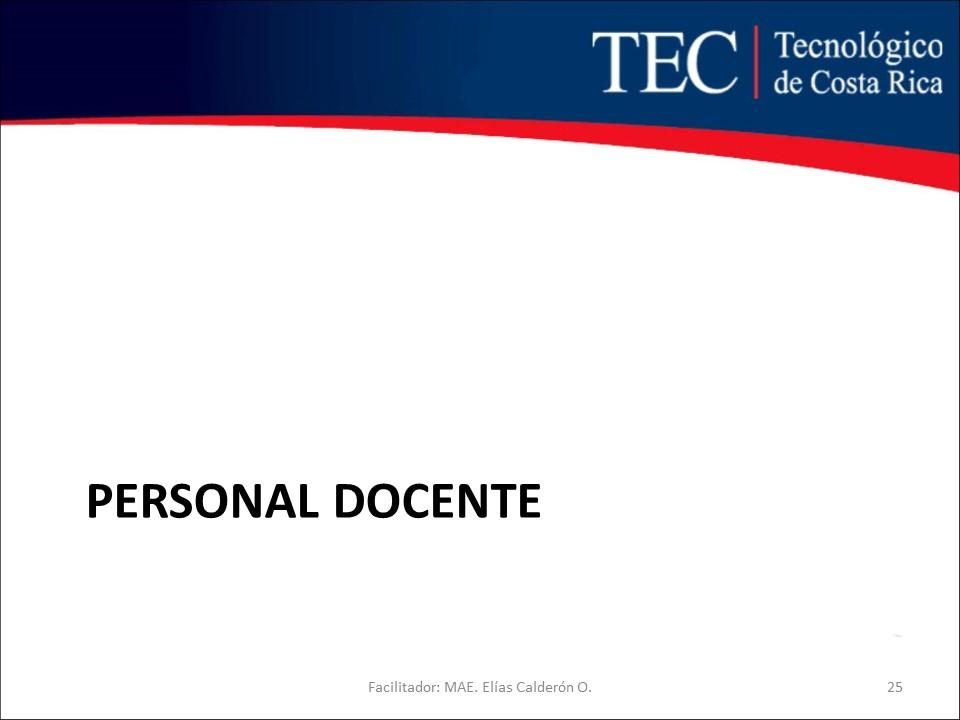 TEC
Tecnológico
de Costa Rica
PERSONAL DOCENTE
Facilitador: MAE. Elías Calderón O.
25